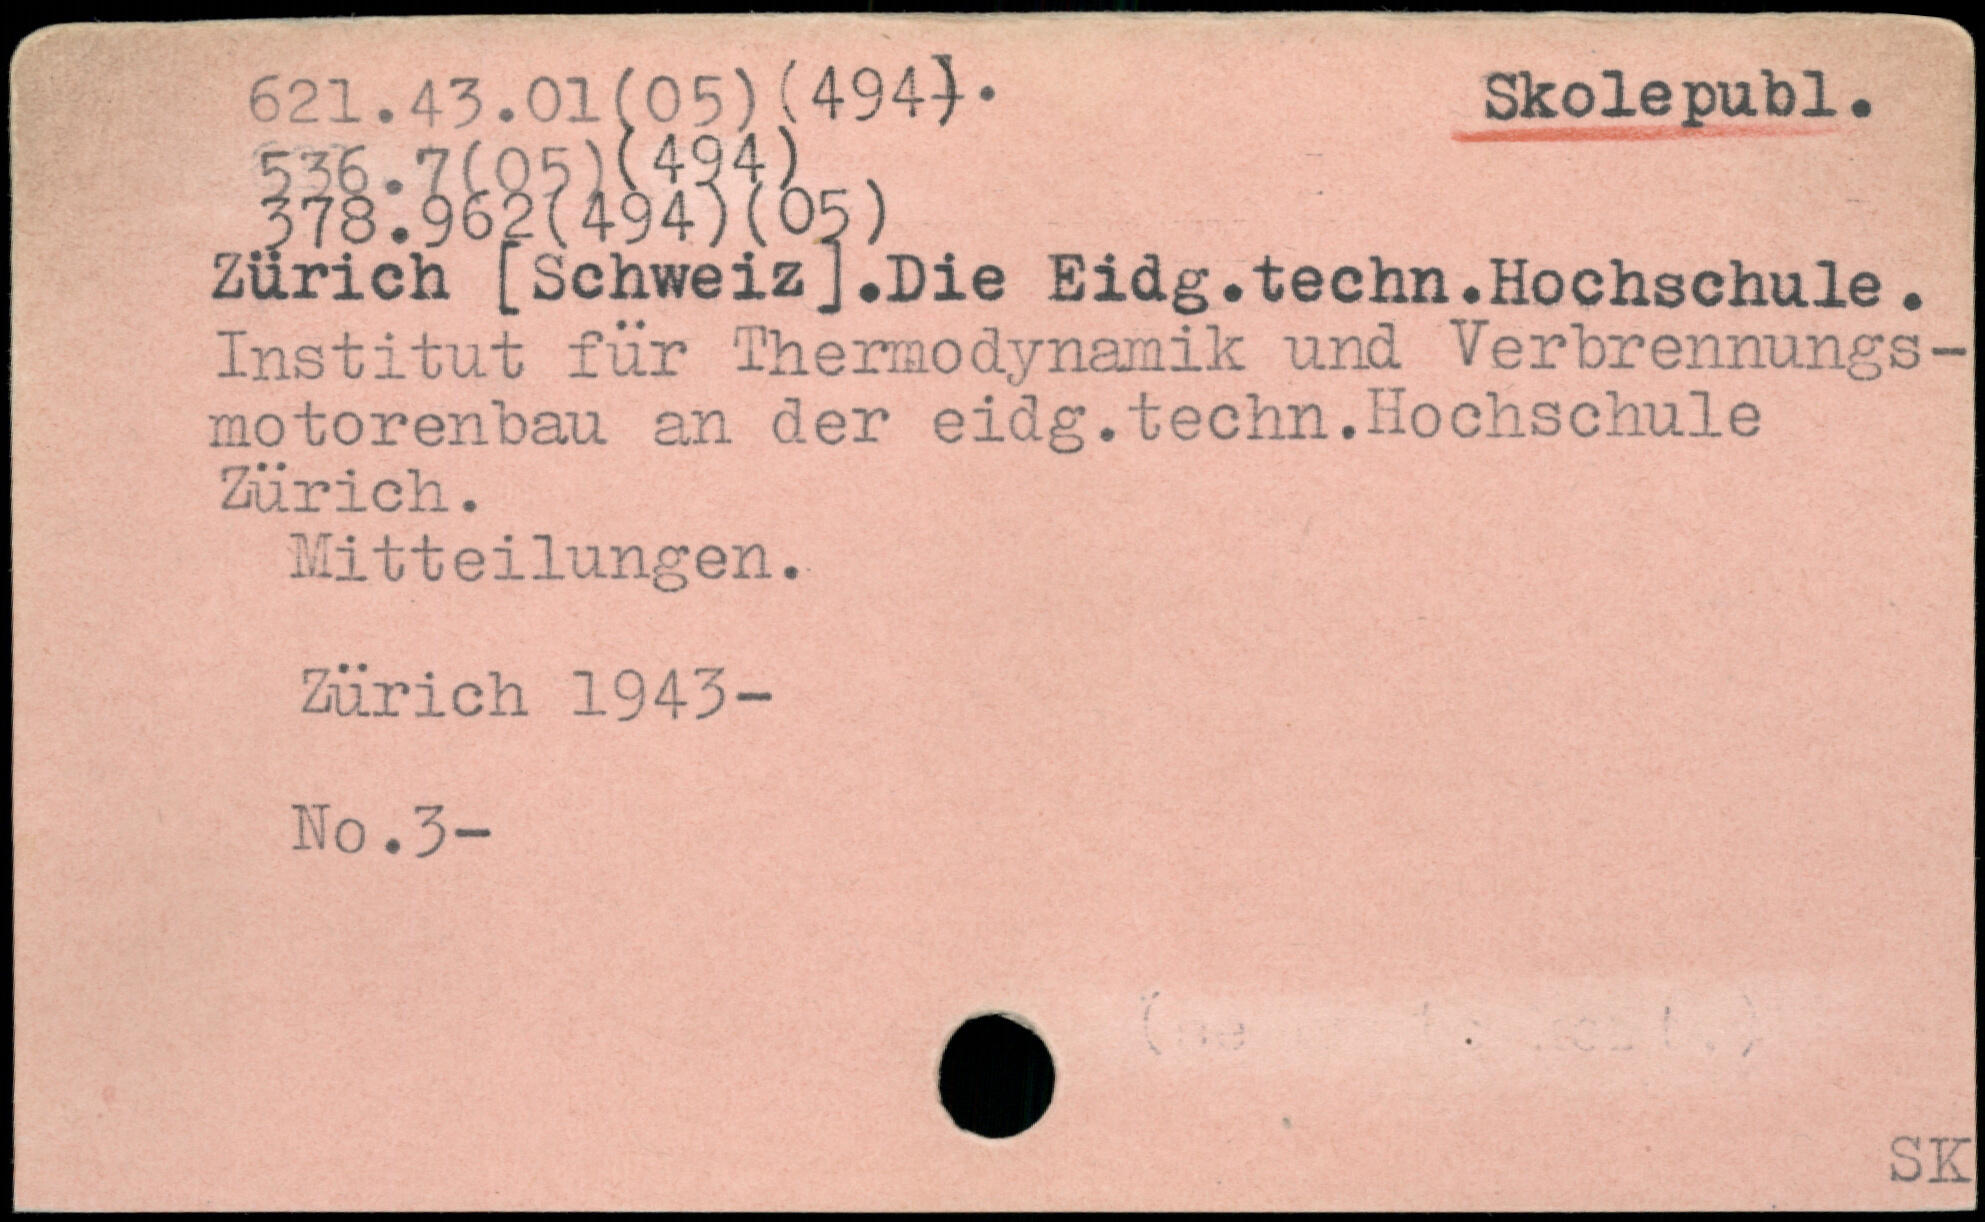 621.43.01(05)(494).
Skolepubl.
536.7(05)(494)
378.962(494)(05)
Zürich [Schweiz].Die Eidg.techn.Hochschule.
Institut für Thermodynamik und Verbrennungs-
motorenbau an der eidg.techn.Hochschule
Zürich.
Mitteilungen.
Zürich 1943-
No.3-
SK